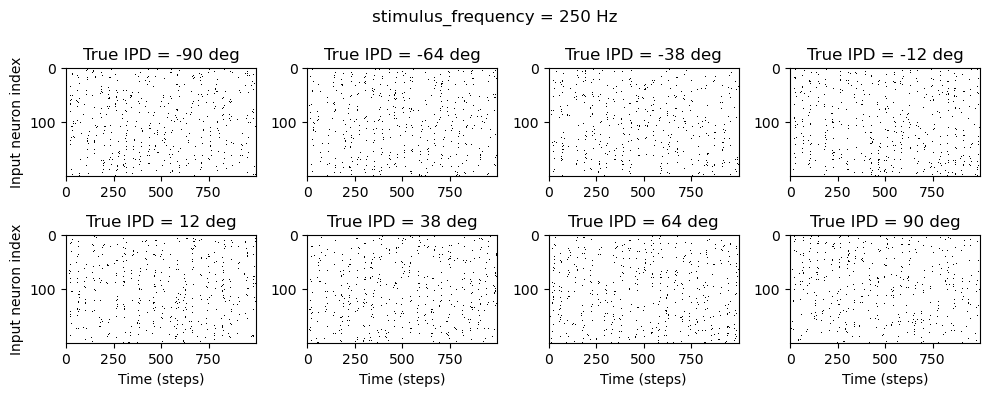 stimulus_frequency = 250 Hz
True IPD = -90 deg
True IPD = -64 deg
True IPD = -38 deg
True IPD = -12 deg
Input neuron index
0
100
0 250 500 750
0
100
0 250 500 750
0
100
0 250 500 750
0
100
0 250 500 750
True IPD = 12 deg
True IPD = 38 deg
True IPD = 64 deg
True IPD = 90 deg
Input neuron index
0
100
0 250 500 750
Time (steps)
0
100
0 250 500 750
Time (steps)
0
100
0 250 500 750
Time (steps)
0
100
0 250 500 750
Time (steps)